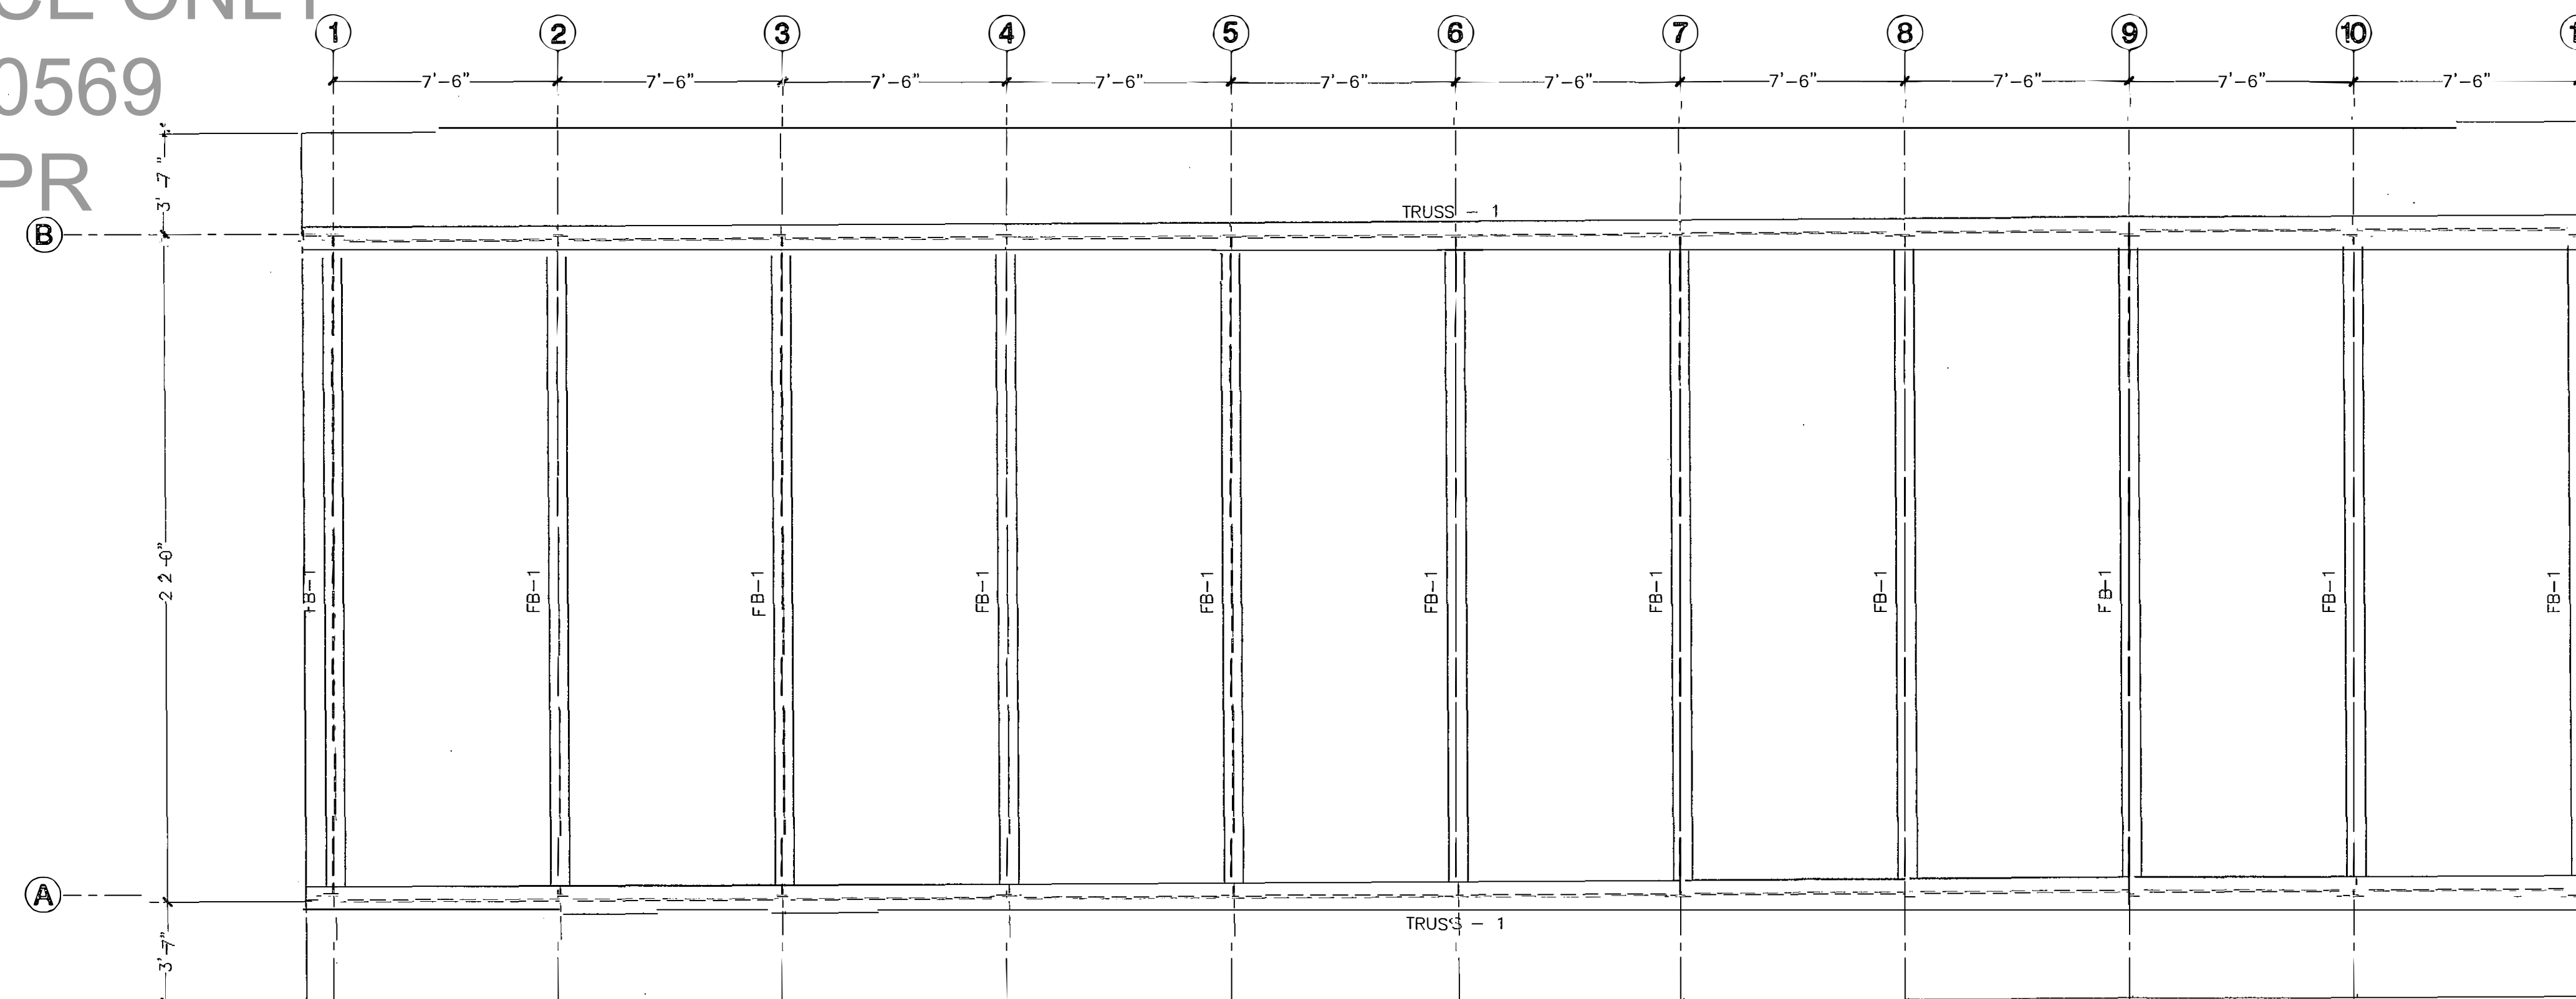 CE ONLY
0569
PR
1 2 3 4 5 6 7 8 9 10
7'-6" 7'-6" 7'-6" 7'-6" 7'-6" 7'-6" 7'-6" 7'-6" 7'-6" 7'-6"
3' 7"
B
TRUSS - 1
22-0"
FB-1 FB-1 FB-1 FB-1 FB-1 FB-1 FB-1 FB-1 FB-1 FB-1 FB-1
A
TRUSS - 1
3'-7"